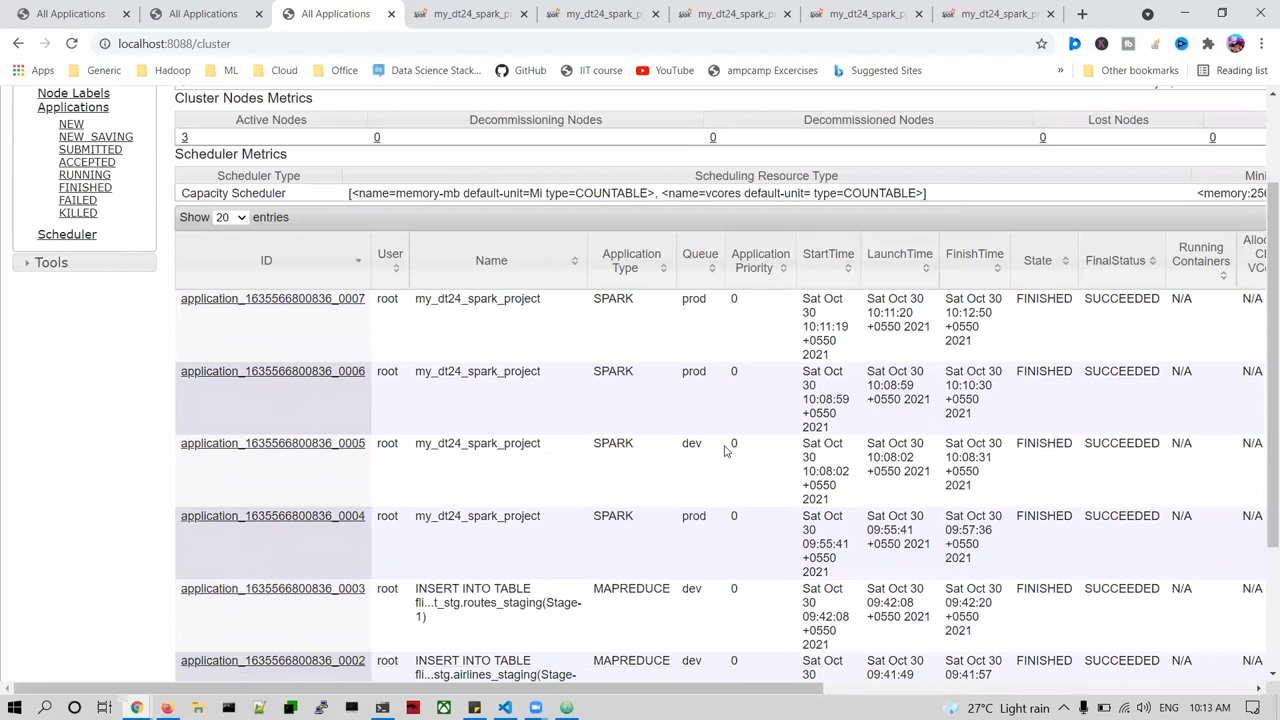 All Applications
All Applications
All Applications
my_dt24_spark_p
my_dt24_spark_p
my_dt24_spark_p
my_dt24_spark_p
my_dt24_spark_p
localhost:8088/cluster
Apps
Generic
Hadoop
ML
Cloud
Office
Data Science Stack...
GitHub
IIT course
YouTube
ampcamp Excercises
Suggested Sites
»
Other bookmarks
Reading list
Node Labels
Applications
NEW
NEW_SAVING
SUBMITTED
ACCEPTED
RUNNING
FINISHED
FAILED
KILLED
Scheduler
Tools
Cluster Nodes Metrics
Active Nodes Decommissioning Nodes Decommissioned Nodes Lost Nodes
3 0 0 0 0
Scheduler Metrics
Scheduler Type Scheduling Resource Type Mini
Capacity Scheduler [<name=memory-mb default-unit=Mi type=COUNTABLE>, <name=vcores default-unit= type=COUNTABLE>] <memory:256
Show 20 entries
ID User Name Application Type Queue Application Priority StartTime LaunchTime FinishTime State FinalStatus Running Containers Alloc C VCo
application_1635566800836_0007 root my_dt24_spark_project SPARK prod 0 Sat Oct 30 10:11:19 +0550 2021 Sat Oct 30 10:11:20 +0550 2021 Sat Oct 30 10:12:50 +0550 2021 FINISHED SUCCEEDED N/A N/A
application_1635566800836_0006 root my_dt24_spark_project SPARK prod 0 Sat Oct 30 10:08:59 +0550 2021 Sat Oct 30 10:08:59 +0550 2021 Sat Oct 30 10:10:30 +0550 2021 FINISHED SUCCEEDED N/A N/A
application_1635566800836_0005 root my_dt24_spark_project SPARK dev 0 Sat Oct 30 10:08:02 +0550 2021 Sat Oct 30 10:08:02 +0550 2021 Sat Oct 30 10:08:31 +0550 2021 FINISHED SUCCEEDED N/A N/A
application_1635566800836_0004 root my_dt24_spark_project SPARK prod 0 Sat Oct 30 09:55:41 +0550 2021 Sat Oct 30 09:55:41 +0550 2021 Sat Oct 30 09:57:36 +0550 2021 FINISHED SUCCEEDED N/A N/A
application_1635566800836_0003 root INSERT INTO TABLE fli...t_stg.routes_staging(Stage-1) MAPREDUCE dev 0 Sat Oct 30 09:42:08 +0550 2021 Sat Oct 30 09:42:08 +0550 2021 Sat Oct 30 09:42:20 +0550 2021 FINISHED SUCCEEDED N/A N/A
application_1635566800836_0002 root INSERT INTO TABLE fli...stg.airlines_staging(Stage- MAPREDUCE dev 0 Sat Oct 30 Sat Oct 30 09:41:49 Sat Oct 30 09:41:57 FINISHED SUCCEEDED N/A N/A
27°C Light rain
ENG
10:13 AM